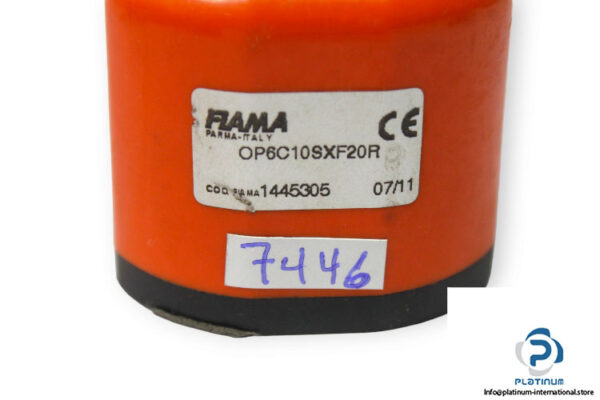 FIAMA
PARMA-ITALY
CE
OP6C10SXF20R
COD. FIAMA 1445305 07/11
7446
PLATINUM
Info@platinum-international.store